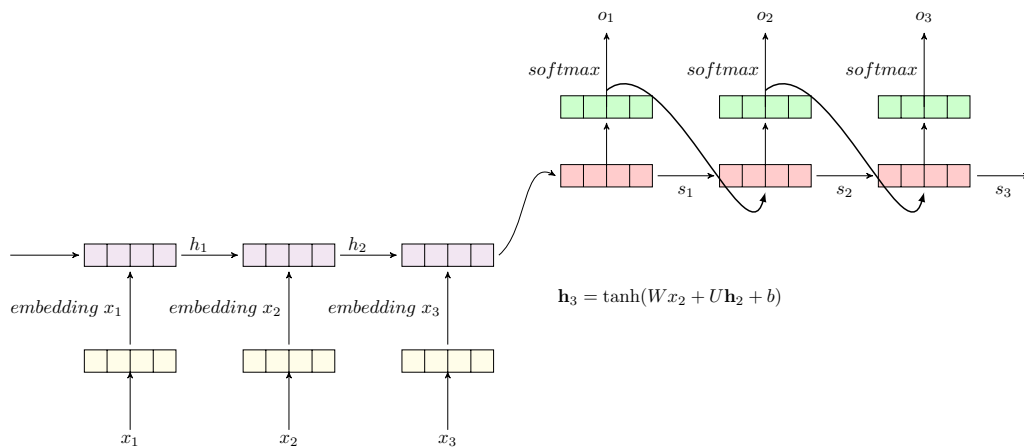 o₁ o₂ o₃
softmax softmax softmax
s₁ s₂ s₃
h₁ h₂
embedding x₁ embedding x₂ embedding x₃
𝐡₃ = tanh(Wx₂ + U𝐡₂ + b)
x₁ x₂ x₃